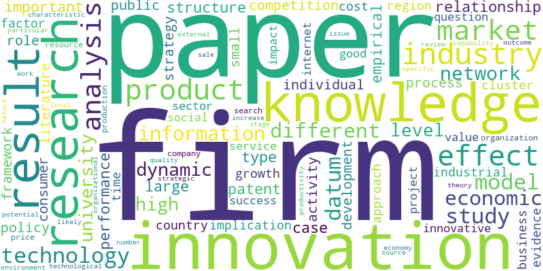 important
characteristic
particular
factor
resource
role
work
public
structure
strategy
external
sale
competition
small
impact
cost
internet
issue
good
region
empirical
relationship
question
review
capability
outcome
specific
market
industry
network
process
cluster
paper
result
research
literature
analysis
product
individual
sector
social
search
increase
stage
knowledge
framework
consumer
local
university
production
organizational
performance
time
information
different
level
value
organization
firm
dynamic
company
strategic
quality
large
high
service
type
growth
patent
success
productivity
activity
datum
development
approach
project
industrial
theory
effect
model
economic
study
nature
policy
price
potential
likely
country
implication
case
innovative
business
evidence
technology
environment
technological
number
innovation
economy
source